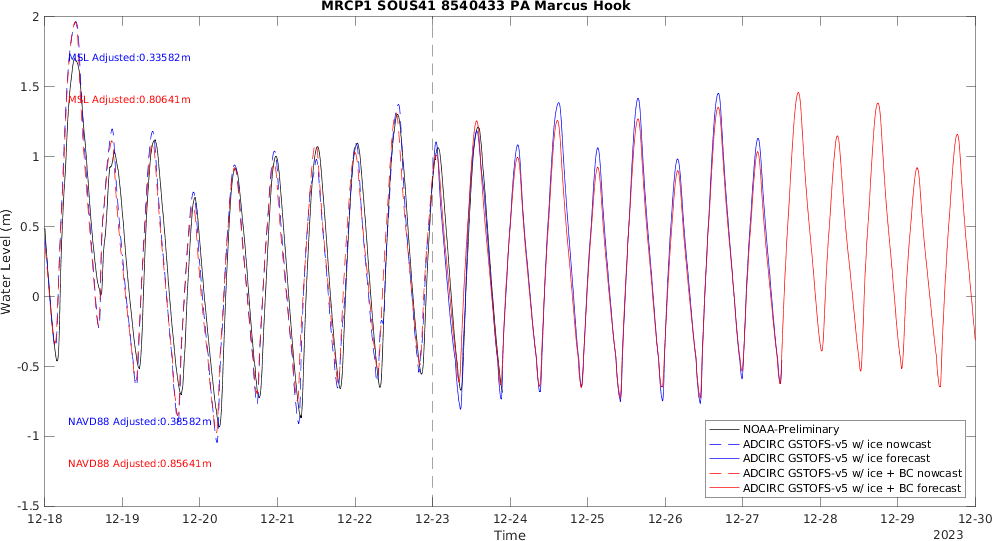 MRCP1 SOUS41 8540433 PA Marcus Hook
2
1.5
1
0.5
0
-0.5
-1
-1.5
Water Level (m)
MSL Adjusted:0.33582m
MSL Adjusted:0.80641m
NAVD88 Adjusted:0.38582m
NAVD88 Adjusted:0.85641m
NOAA-Preliminary
ADCIRC GSTOFS-v5 w/ ice nowcast
ADCIRC GSTOFS-v5 w/ ice forecast
ADCIRC GSTOFS-v5 w/ ice + BC nowcast
ADCIRC GSTOFS-v5 w/ ice + BC forecast
12-18 12-19 12-20 12-21 12-22 12-23 12-24 12-25 12-26 12-27 12-28 12-29 12-30
Time
2023